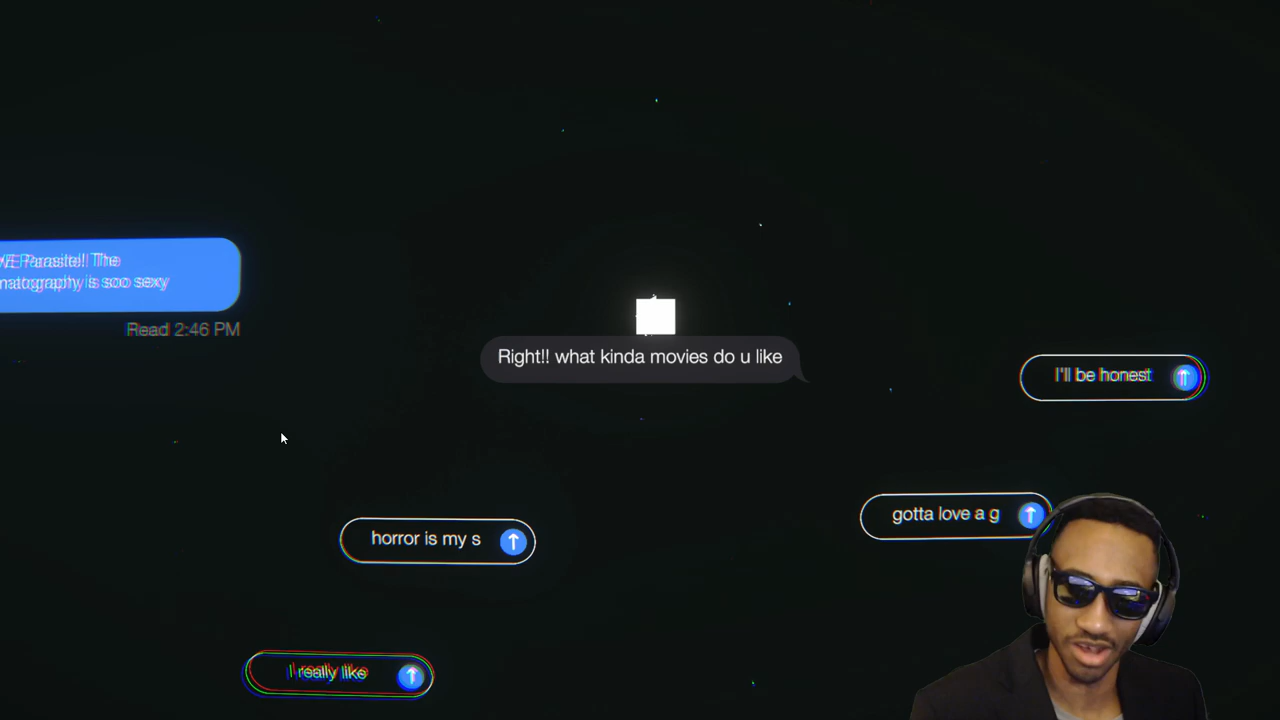 Parasite!! The
matography is soo sexy
Read 2:46 PM
Right!! what kinda movies do u like
I'll be honest
gotta love a g
horror is my s
I really like